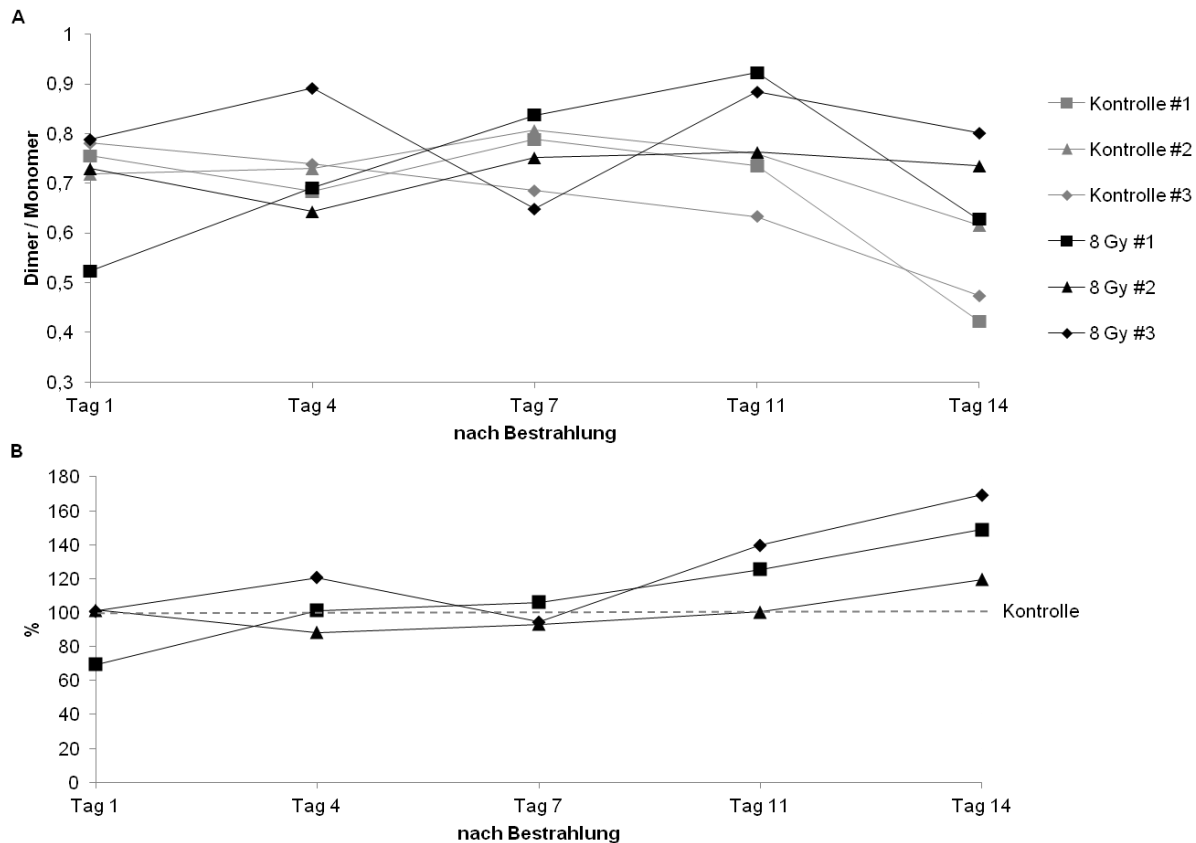 A
1
0,9
0,8
0,7
0,6
0,5
0,4
0,3
Dimer / Monomer
Tag 1 Tag 4 Tag 7 Tag 11 Tag 14
nach Bestrahlung
Kontrolle #1
Kontrolle #2
Kontrolle #3
8 Gy #1
8 Gy #2
8 Gy #3
B
180
160
140
120
100
80
60
40
20
0
%
Kontrolle
Tag 1 Tag 4 Tag 7 Tag 11 Tag 14
nach Bestrahlung